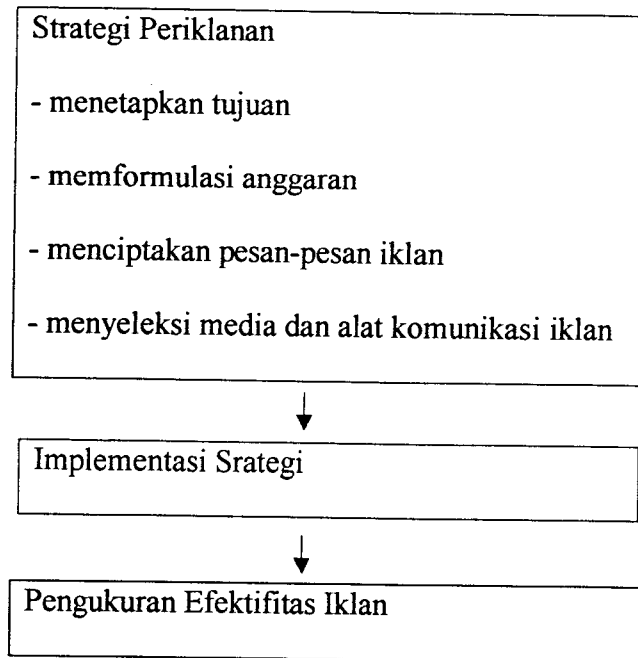 Strategi Periklanan
- menetapkan tujuan
- memformulasi anggaran
- menciptakan pesan-pesan iklan
- menyeleksi media dan alat komunikasi iklan
Implementasi Srategi
Pengukuran Efektifitas Iklan